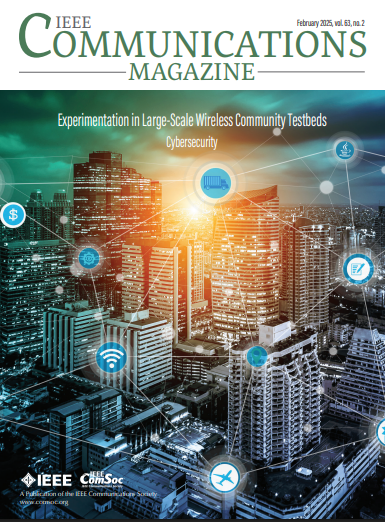 IEEE
February 2025, vol. 63, no. 2
COMMUNICATIONS
MAGAZINE
Experimentation in Large-Scale Wireless Community Testbeds
Cybersecurity
$
IEEE
IEEE
ComSoc
A Publication of the IEEE Communications Society
www.comsoc.org